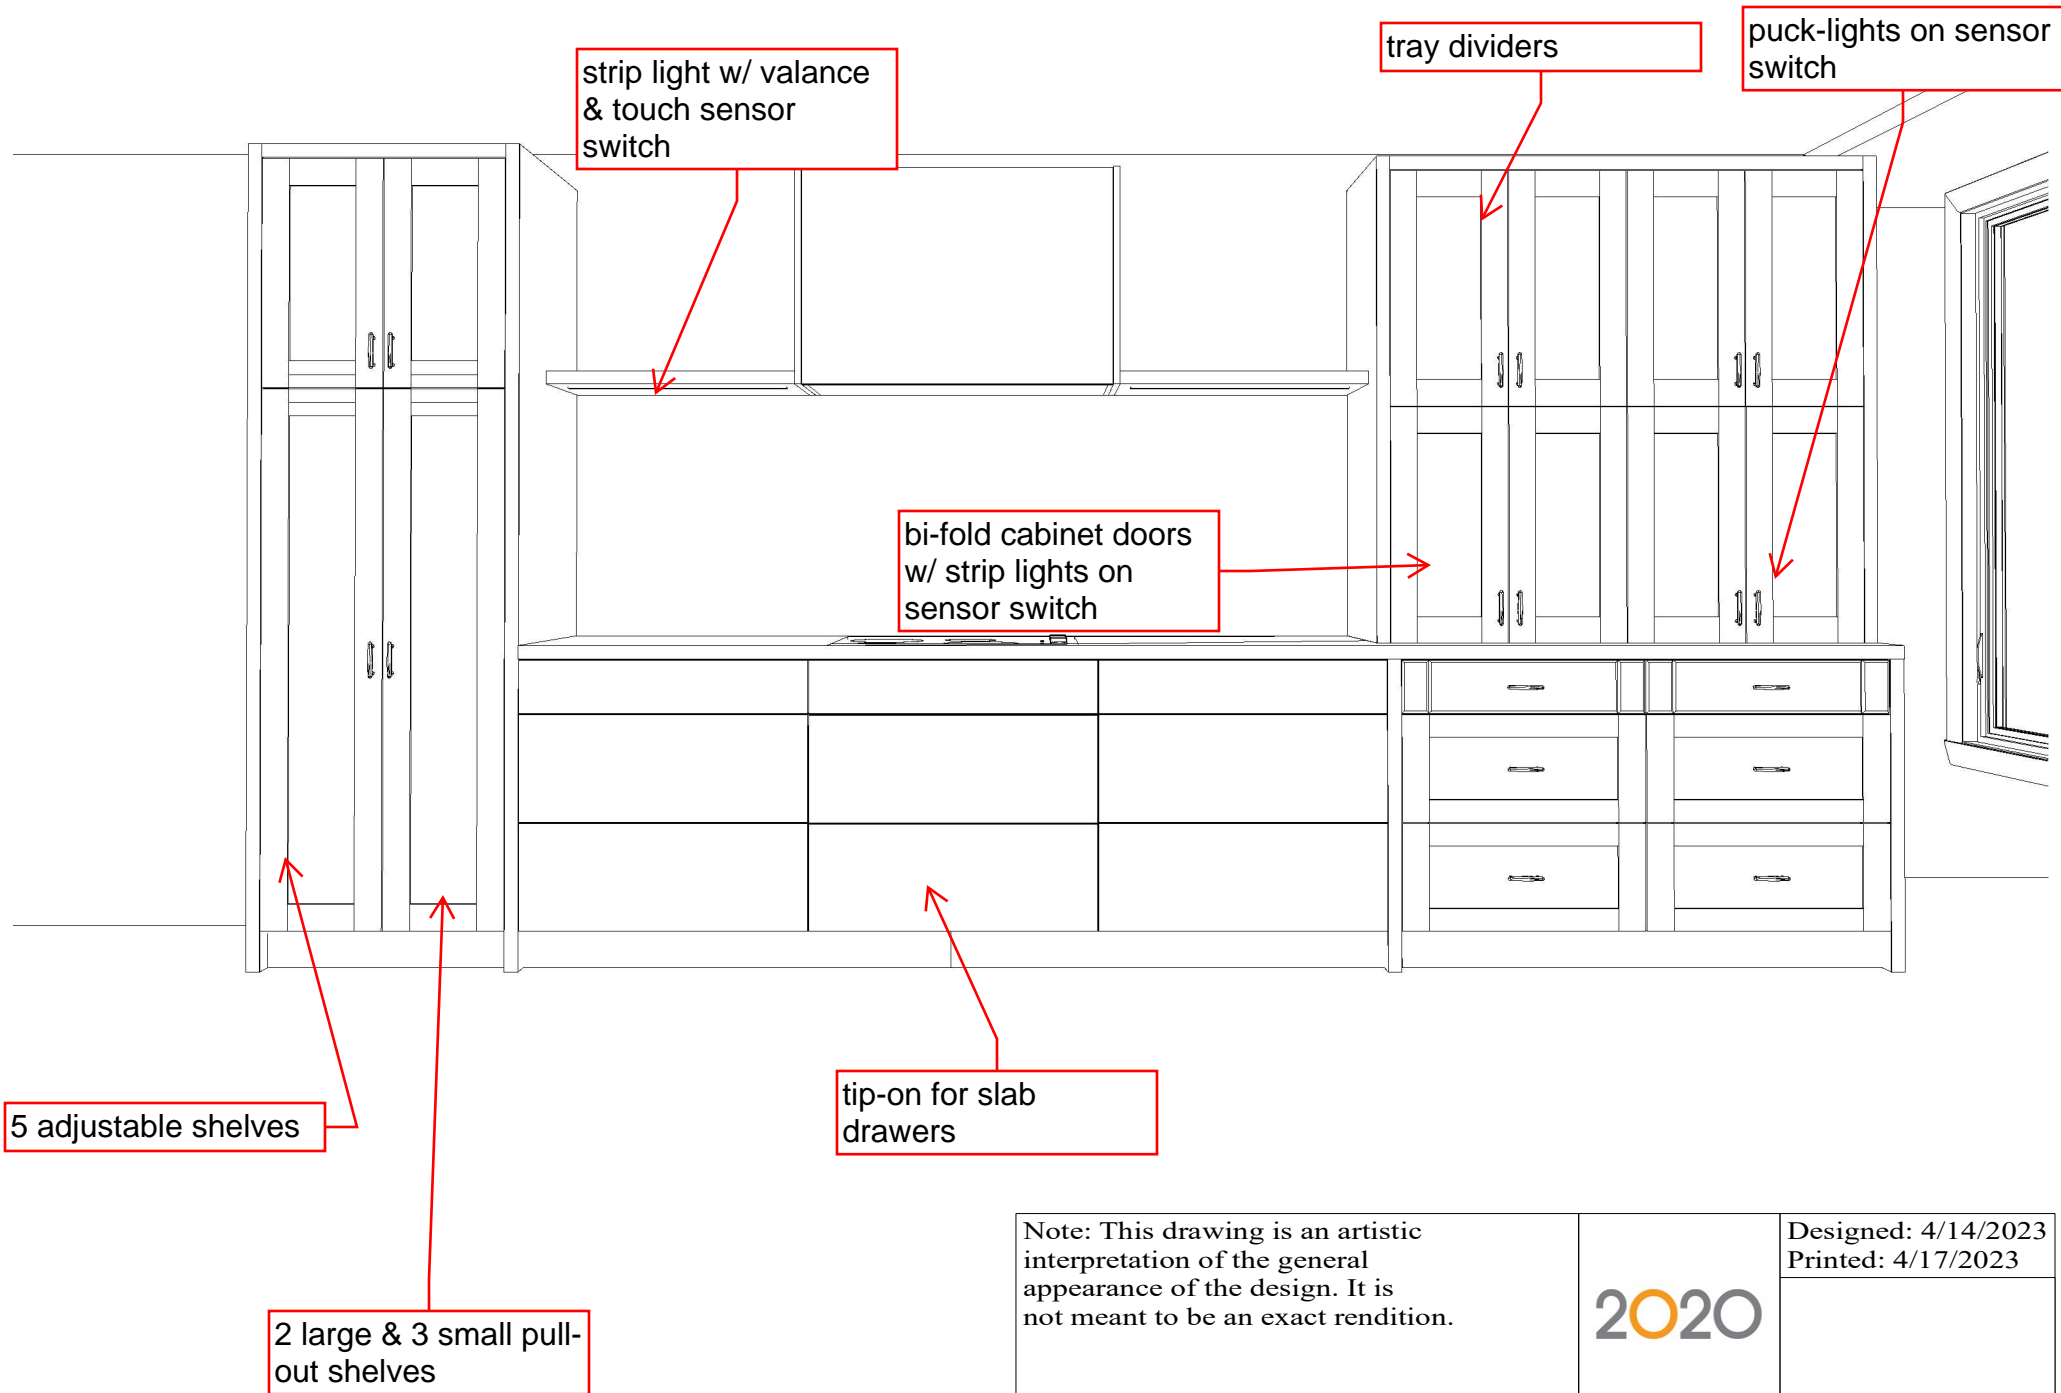 strip light w/ valance
& touch sensor
switch
tray dividers
puck-lights on sensor
switch
bi-fold cabinet doors
w/ strip lights on
sensor switch
5 adjustable shelves
tip-on for slab
drawers
2 large & 3 small pull-
out shelves
Note: This drawing is an artistic
interpretation of the general
appearance of the design. It is
not meant to be an exact rendition.
2020
Designed: 4/14/2023
Printed: 4/17/2023